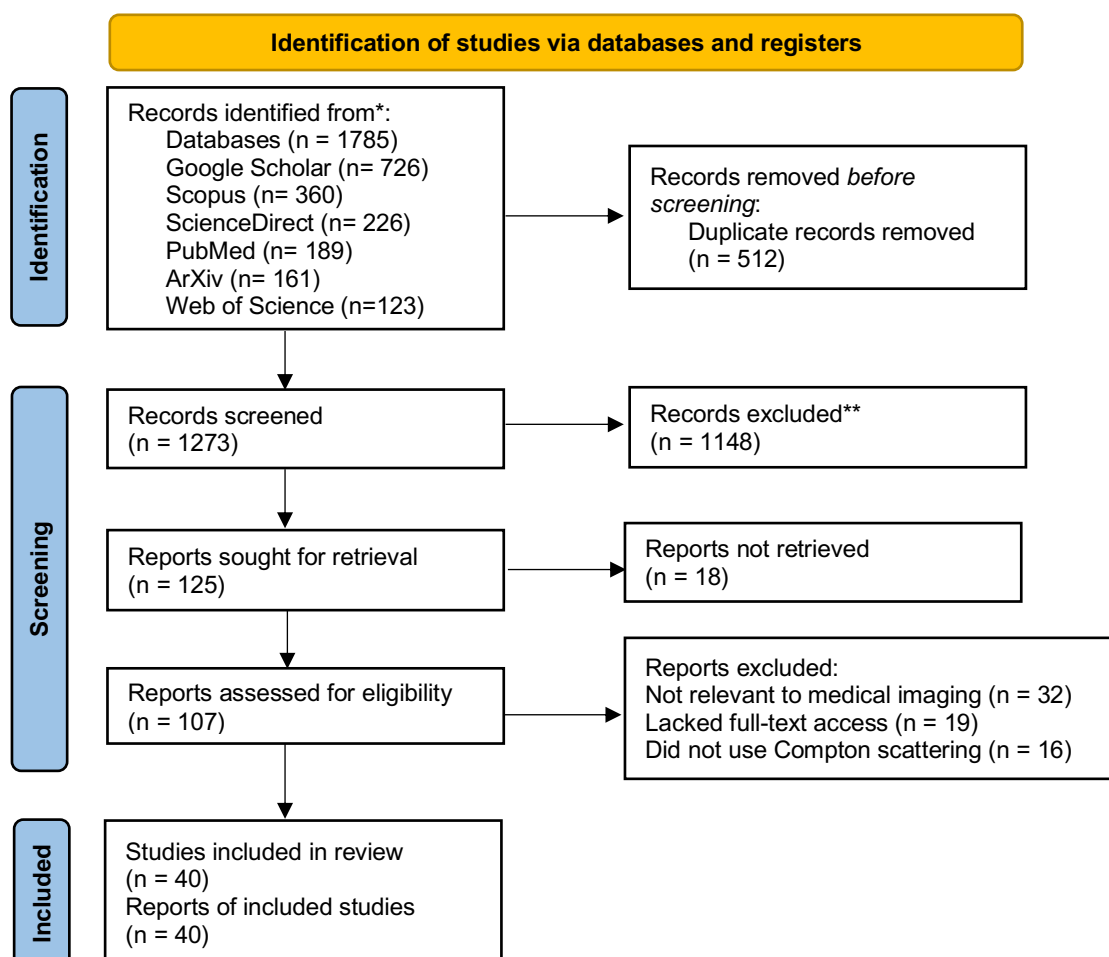 Identification of studies via databases and registers
Identification
Records identified from*:
Databases (n = 1785)
Google Scholar (n= 726)
Scopus (n= 360)
ScienceDirect (n= 226)
PubMed (n= 189)
ArXiv (n= 161)
Web of Science (n=123)
Records removed before
screening:
Duplicate records removed
(n = 512)
Screening
Records screened
(n = 1273)
Records excluded**
(n = 1148)
Reports sought for retrieval
(n = 125)
Reports not retrieved
(n = 18)
Reports assessed for eligibility
(n = 107)
Reports excluded:
Not relevant to medical imaging (n = 32)
Lacked full-text access (n = 19)
Did not use Compton scattering (n = 16)
Included
Studies included in review
(n = 40)
Reports of included studies
(n = 40)